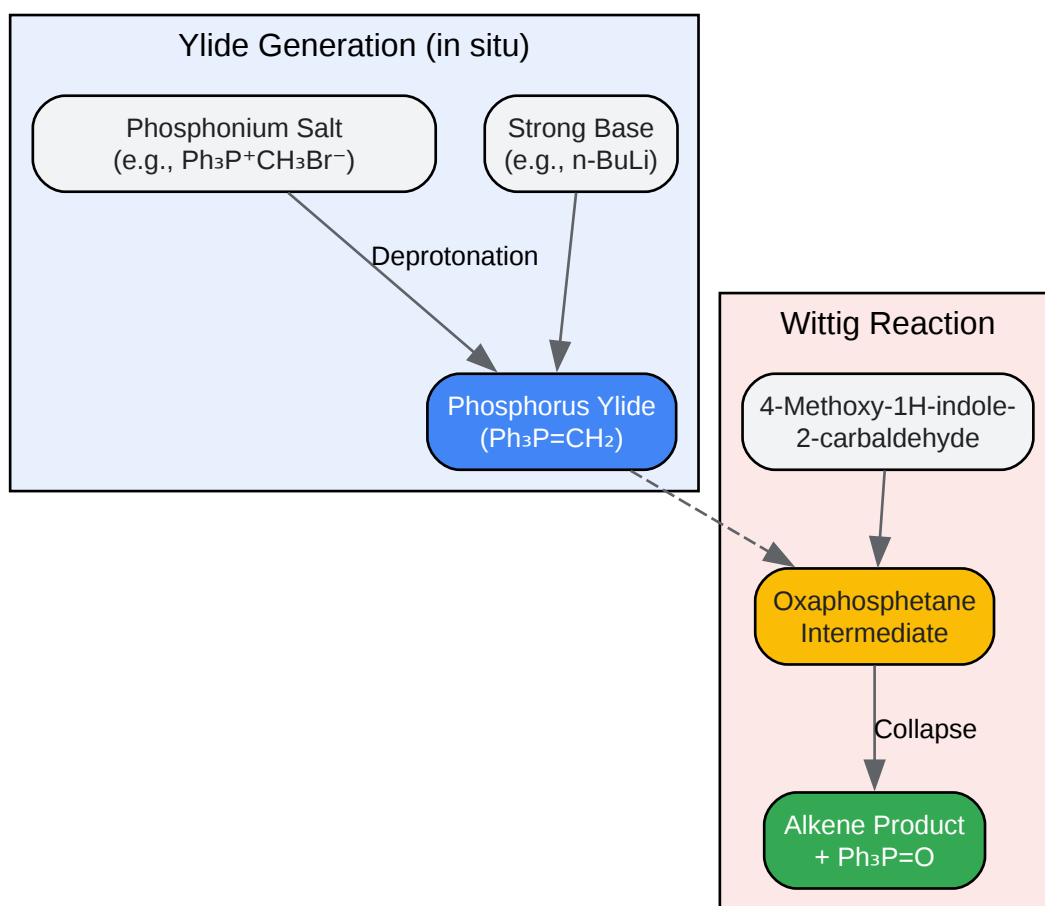 Ylide Generation (in situ)
Phosphonium Salt
(e.g., Ph₃P⁺CH₃Br⁻)
Strong Base
(e.g., n-BuLi)
Deprotonation
Phosphorus Ylide
(Ph₃P=CH₂)
Wittig Reaction
4-Methoxy-1H-indole-
2-carbaldehyde
Oxaphosphetane
Intermediate
Collapse
Alkene Product
+ Ph₃P=O